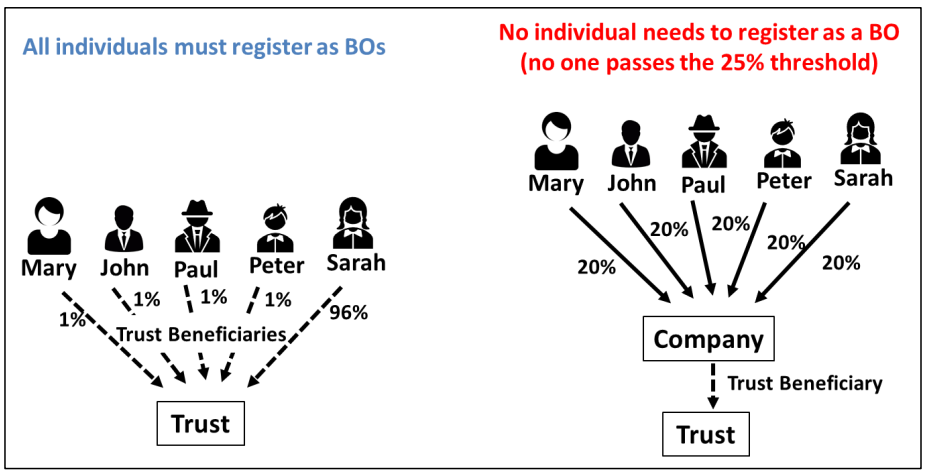 All individuals must register as BOs
Mary
John
Paul
Peter
Sarah
1%
1%
1%
1%
96%
Trust Beneficiaries
Trust
No individual needs to register as a BO
(no one passes the 25% threshold)
Mary
John
Paul
Peter
Sarah
20%
20%
20%
20%
20%
Company
Trust Beneficiary
Trust